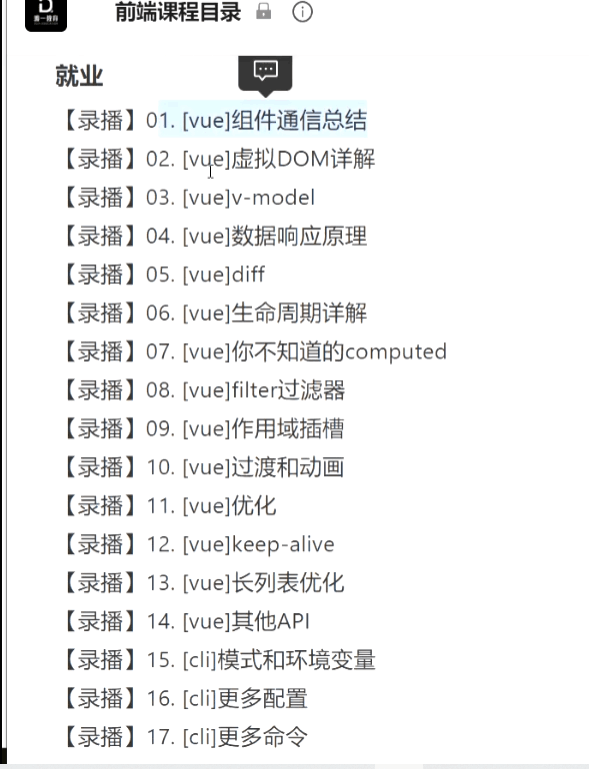 前端课程目录
就业
【录播】01. [vue]组件通信总结
【录播】02. [vue]虚拟DOM详解
【录播】03. [vue]v-model
【录播】04. [vue]数据响应原理
【录播】05. [vue]diff
【录播】06. [vue]生命周期详解
【录播】07. [vue]你不知道的computed
【录播】08. [vue]filter过滤器
【录播】09. [vue]作用域插槽
【录播】10. [vue]过渡和动画
【录播】11. [vue]优化
【录播】12. [vue]keep-alive
【录播】13. [vue]长列表优化
【录播】14. [vue]其他API
【录播】15. [cli]模式和环境变量
【录播】16. [cli]更多配置
【录播】17. [cli]更多命令